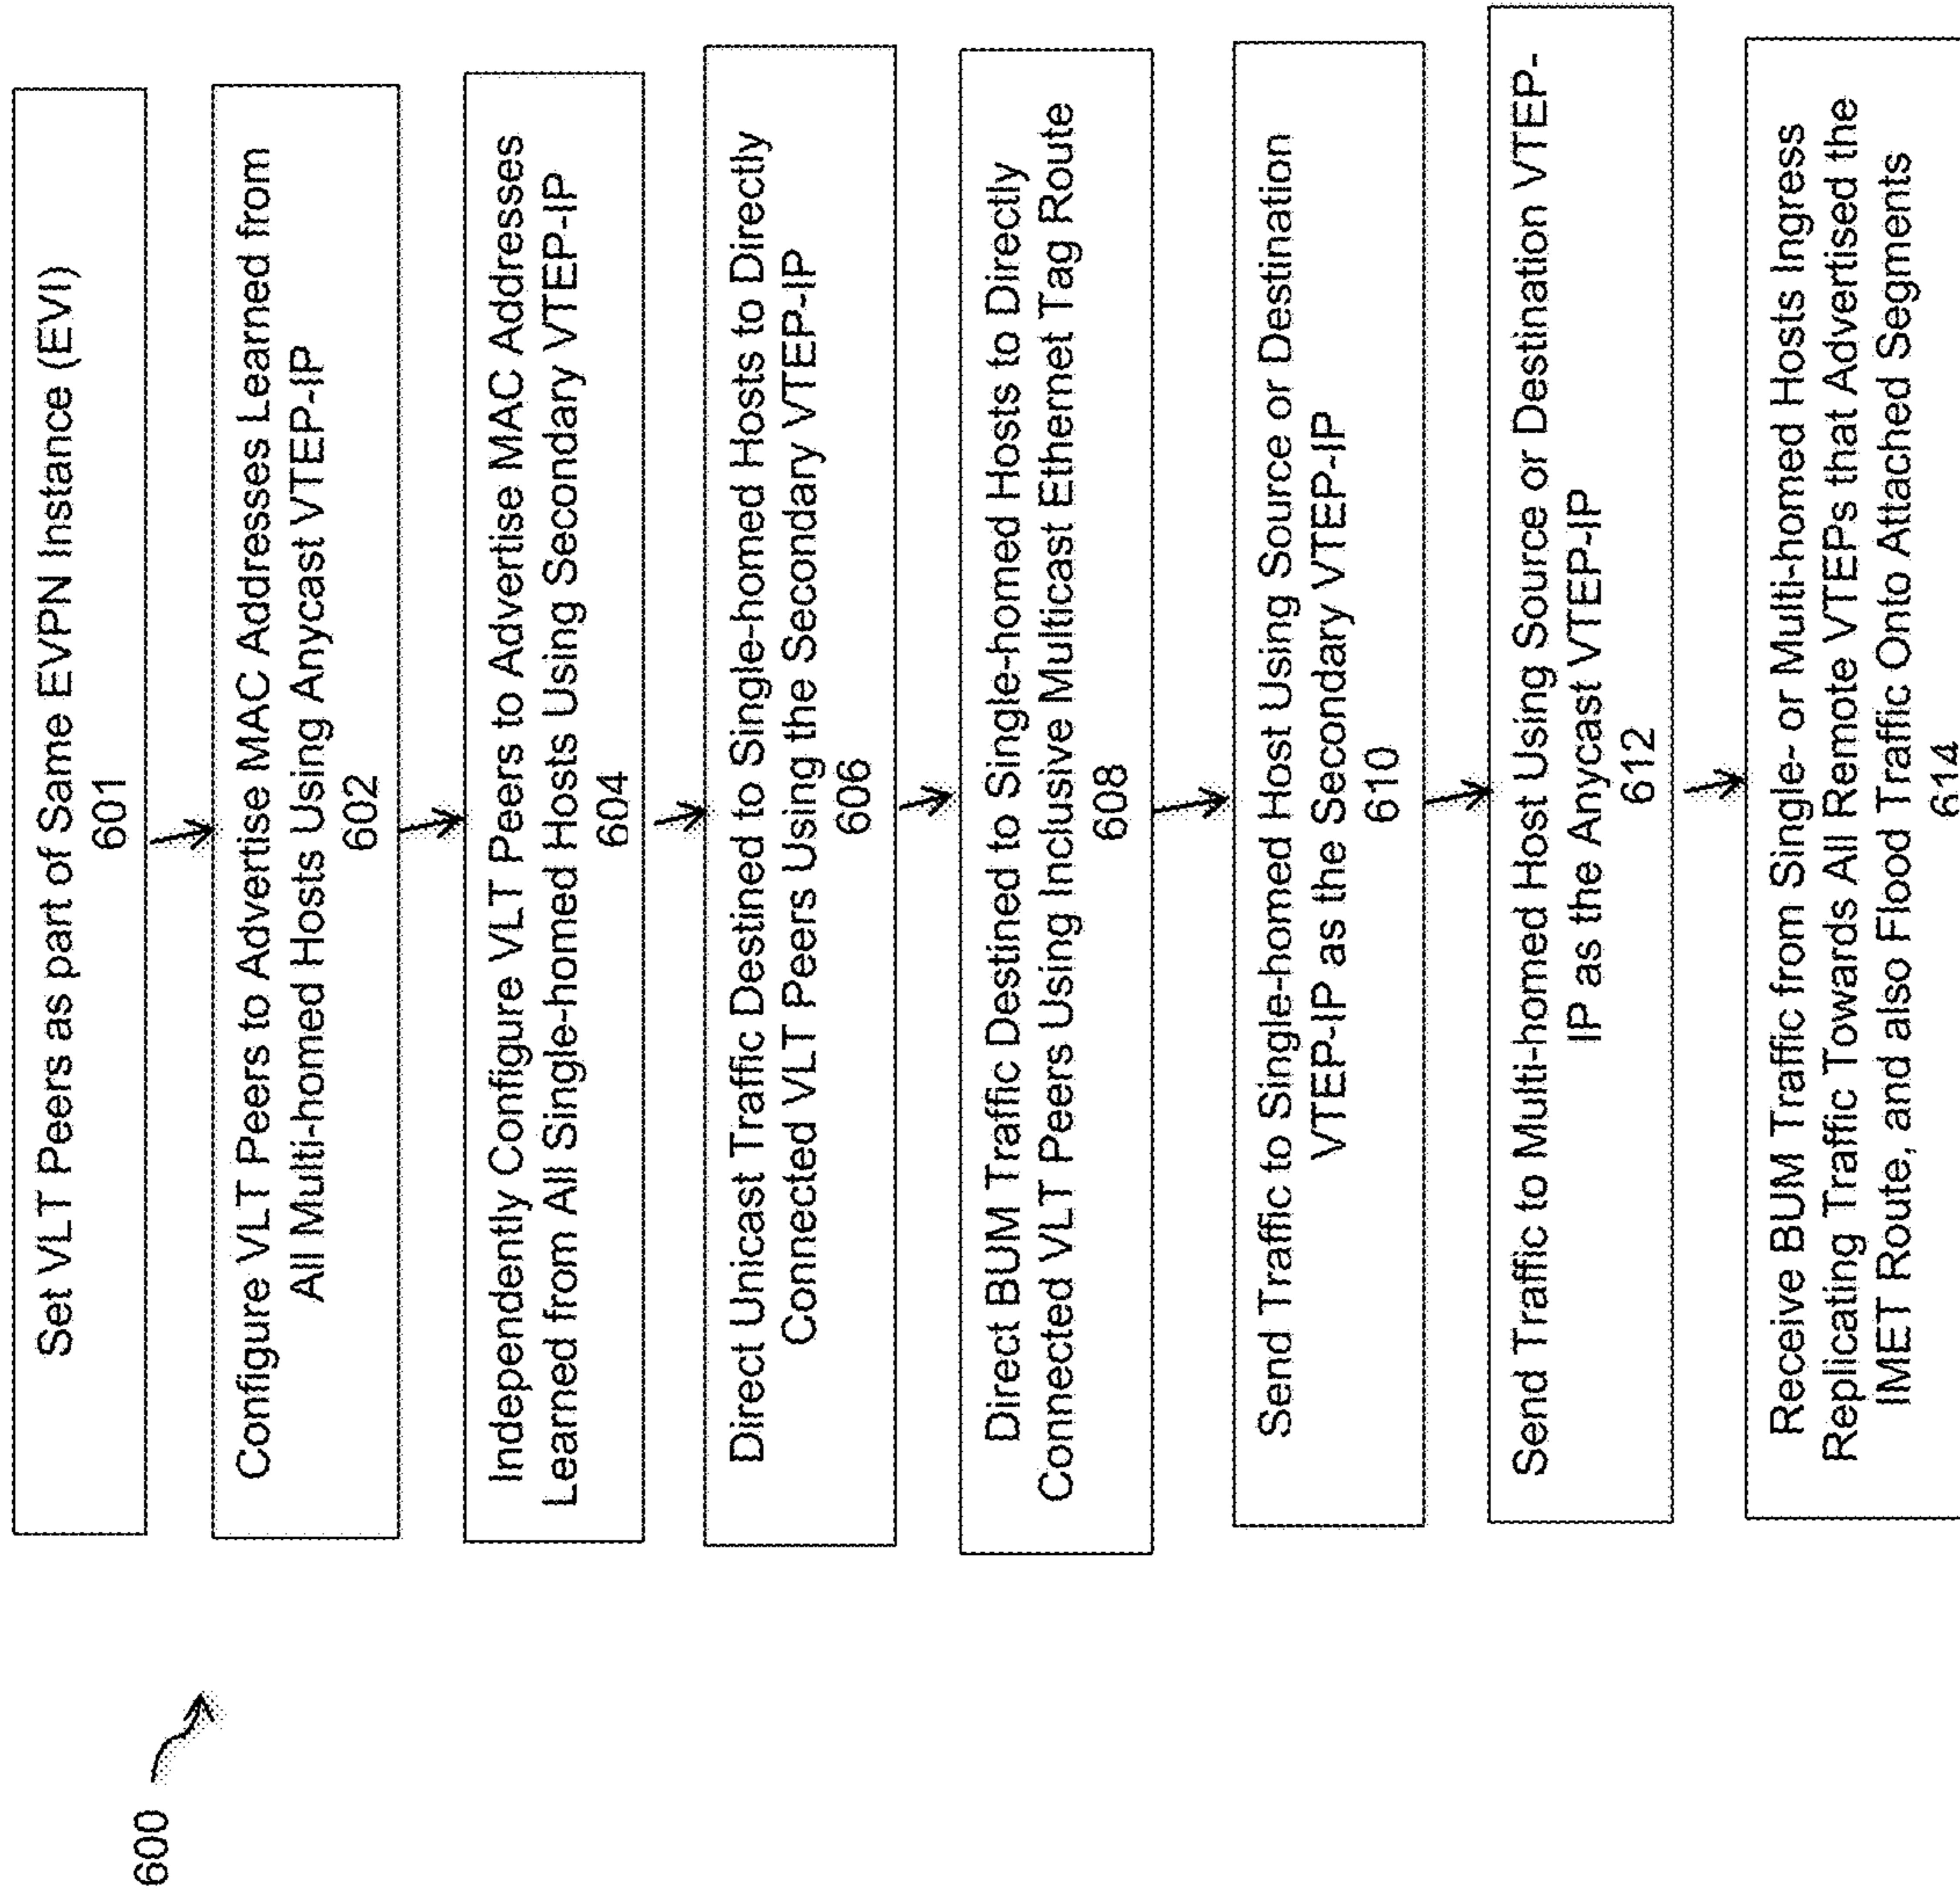 600
Set VLT Peers as part of Same EVPN Instance (EVI)
601
Configure VLT Peers to Advertise MAC Addresses Learned from
All Multi-homed Hosts Using Anycast VTEP-IP
602
Independently Configure VLT Peers to Advertise MAC Addresses
Learned from All Single-homed Hosts Using Secondary VTEP-IP
604
Direct Unicast Traffic Destined to Single-homed Hosts to Directly
Connected VLT Peers Using the Secondary VTEP-IP
606
Direct BUM Traffic Destined to Single-homed Hosts to Directly
Connected VLT Peers Using Inclusive Multicast Ethernet Tag Route
608
Send Traffic to Single-homed Host Using Source or Destination
VTEP-IP as the Secondary VTEP-IP
610
Send Traffic to Multi-homed Host Using Source or Destination VTEP-
IP as the Anycast VTEP-IP
612
Receive BUM Traffic from Single- or Multi-homed Hosts Ingress
Replicating Traffic Towards All Remote VTEPs that Advertised the
IMET Route, and also Flood Traffic Onto Attached Segments
614